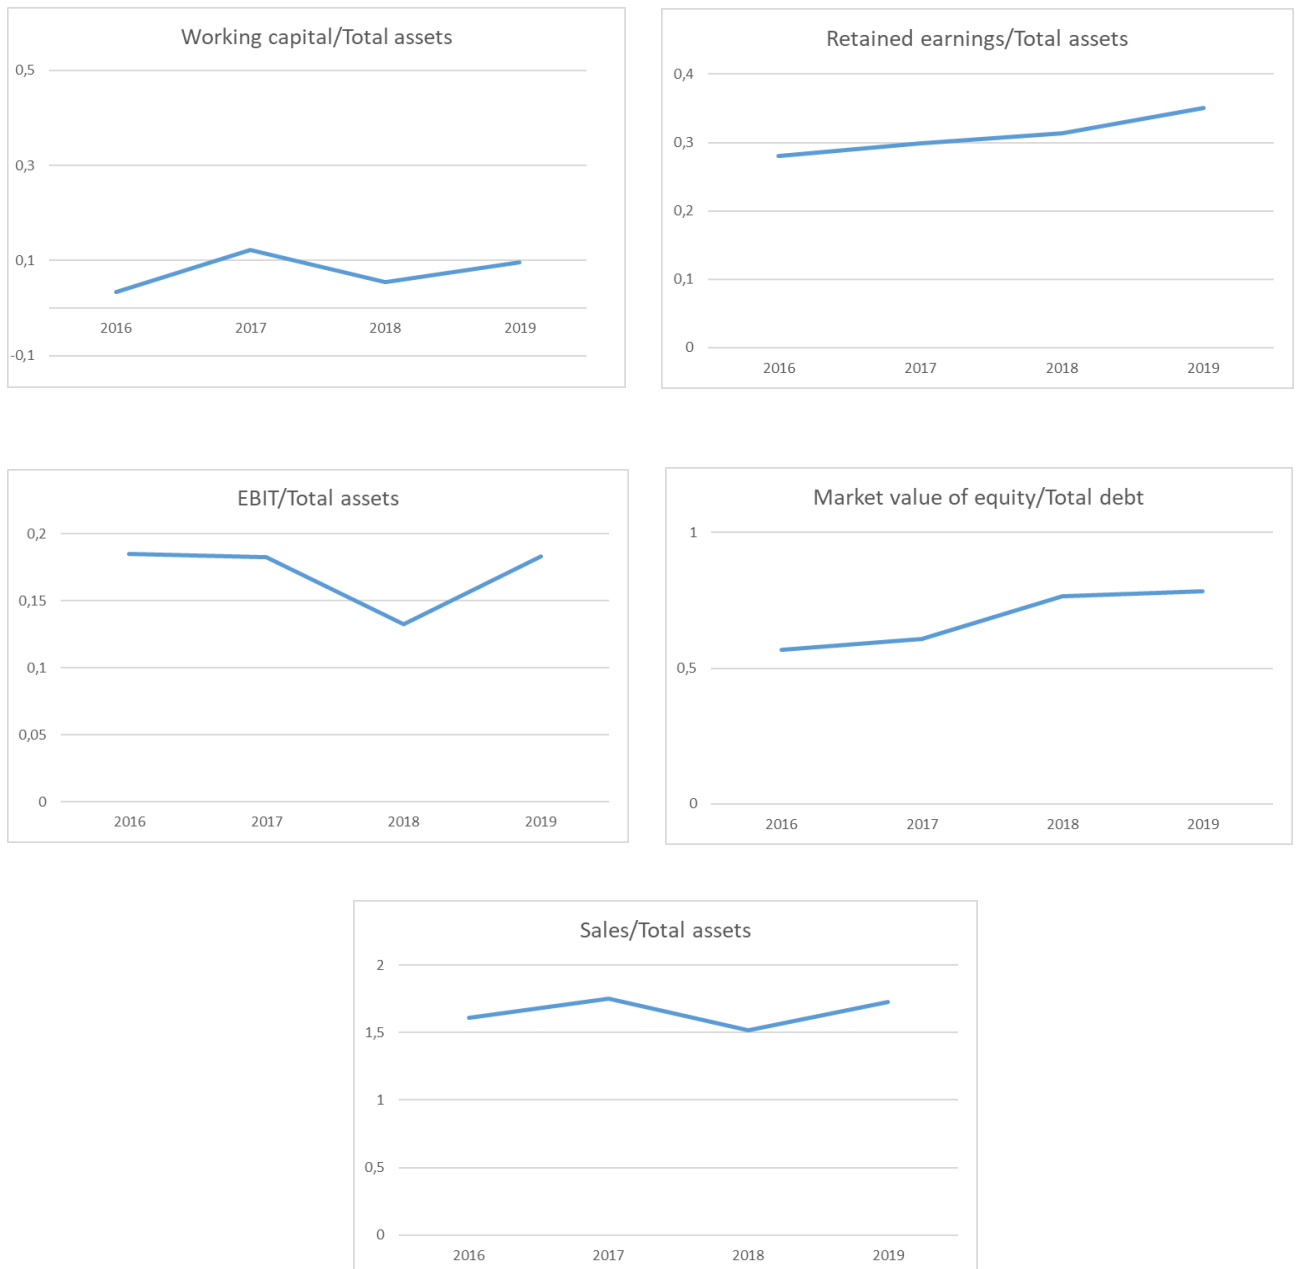 Working capital/Total assets
0,5
0,3
0,1
2016 2017 2018 2019
-0,1
Retained earnings/Total assets
0,4
0,3
0,2
0,1
0
2016 2017 2018 2019
EBIT/Total assets
0,2
0,15
0,1
0,05
0
2016 2017 2018 2019
Market value of equity/Total debt
1
0,5
0
2016 2017 2018 2019
Sales/Total assets
2
1,5
1
0,5
0
2016 2017 2018 2019